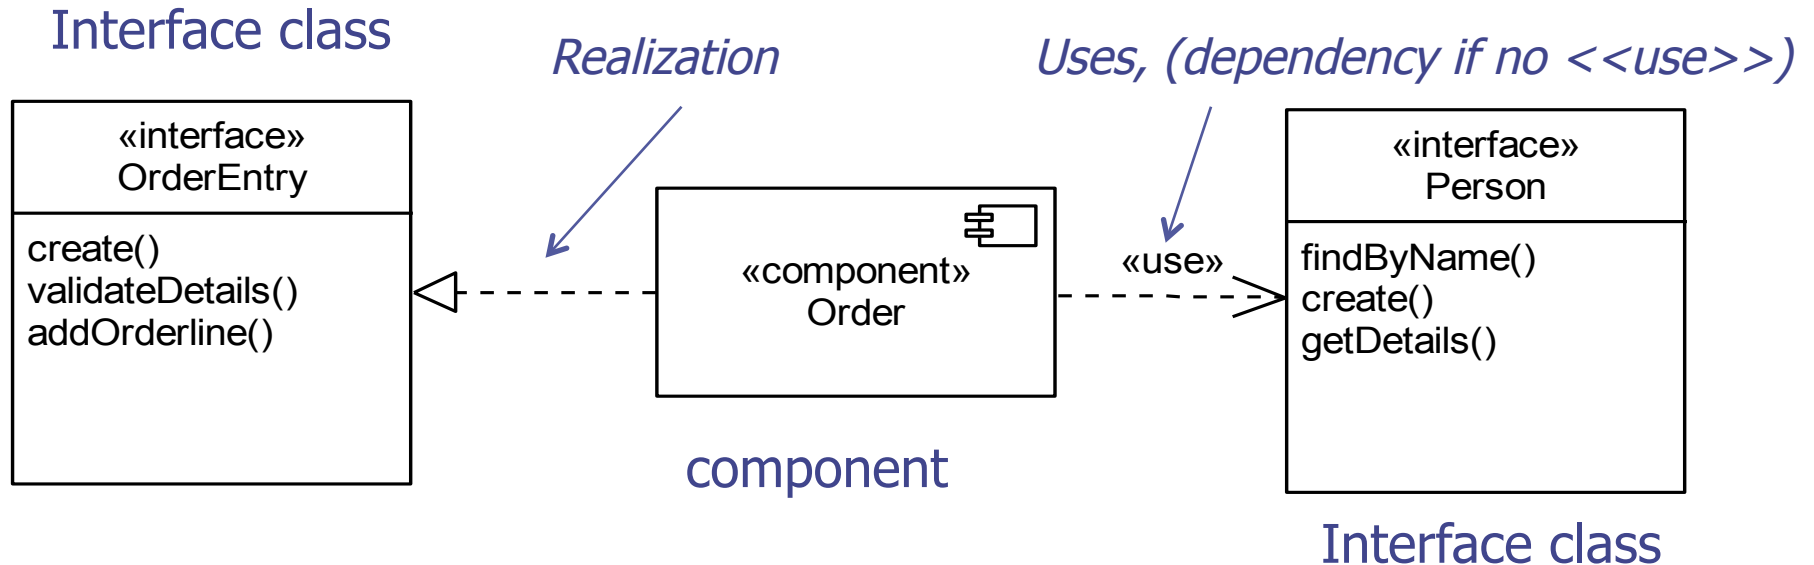 Interface class
Realization
Uses, (dependency if no <<use>>)
«interface»
OrderEntry
create()
validateDetails()
addOrderline()
«component»
Order
component
«use»
«interface»
Person
findByName()
create()
getDetails()
Interface class